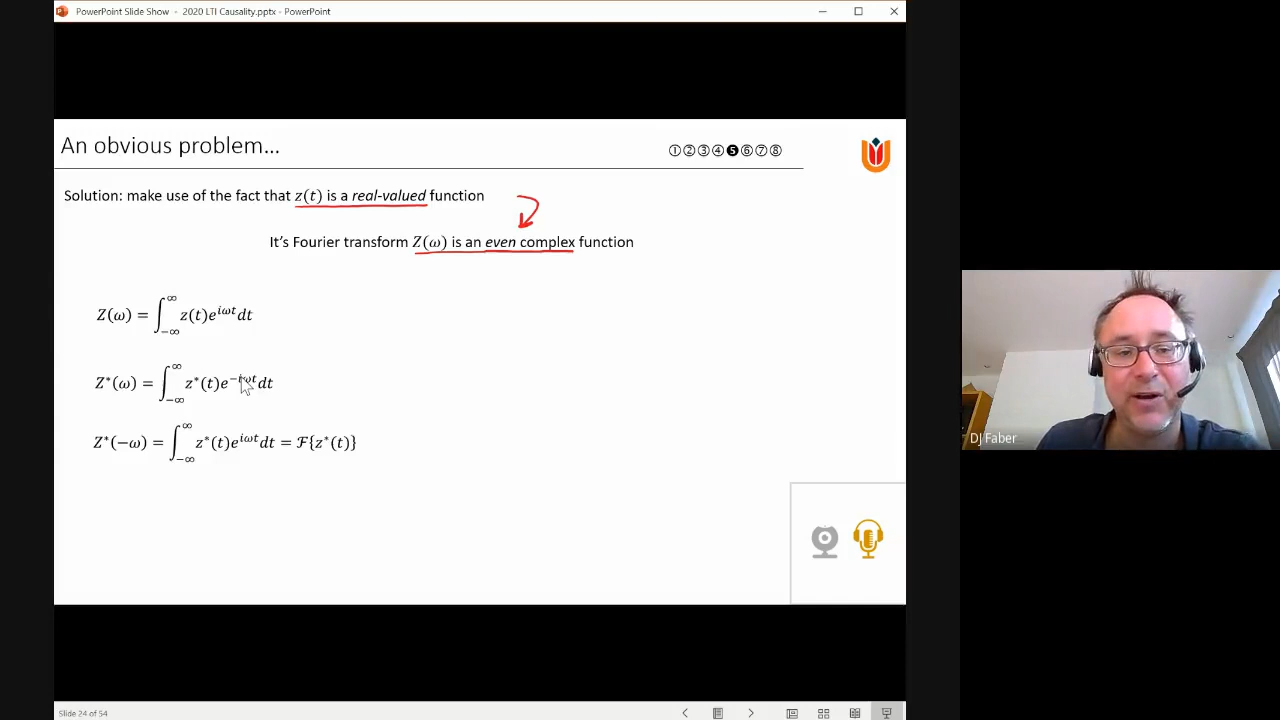 PowerPoint Slide Show - 2020 LTI Causality.pptx - PowerPoint
An obvious problem...
①②③④❺⑥⑦⑧
Solution: make use of the fact that z(t) is a real-valued function
It's Fourier transform Z(ω) is an even complex function
Z(ω) = ∫_{−∞}^{∞} z(t)e^{iωt}dt
Z*(ω) = ∫_{−∞}^{∞} z*(t)e^{−iωt}dt
Z*(−ω) = ∫_{−∞}^{∞} z*(t)e^{iωt}dt = ℱ{z*(t)}
DJ Faber
Slide 24 of 54